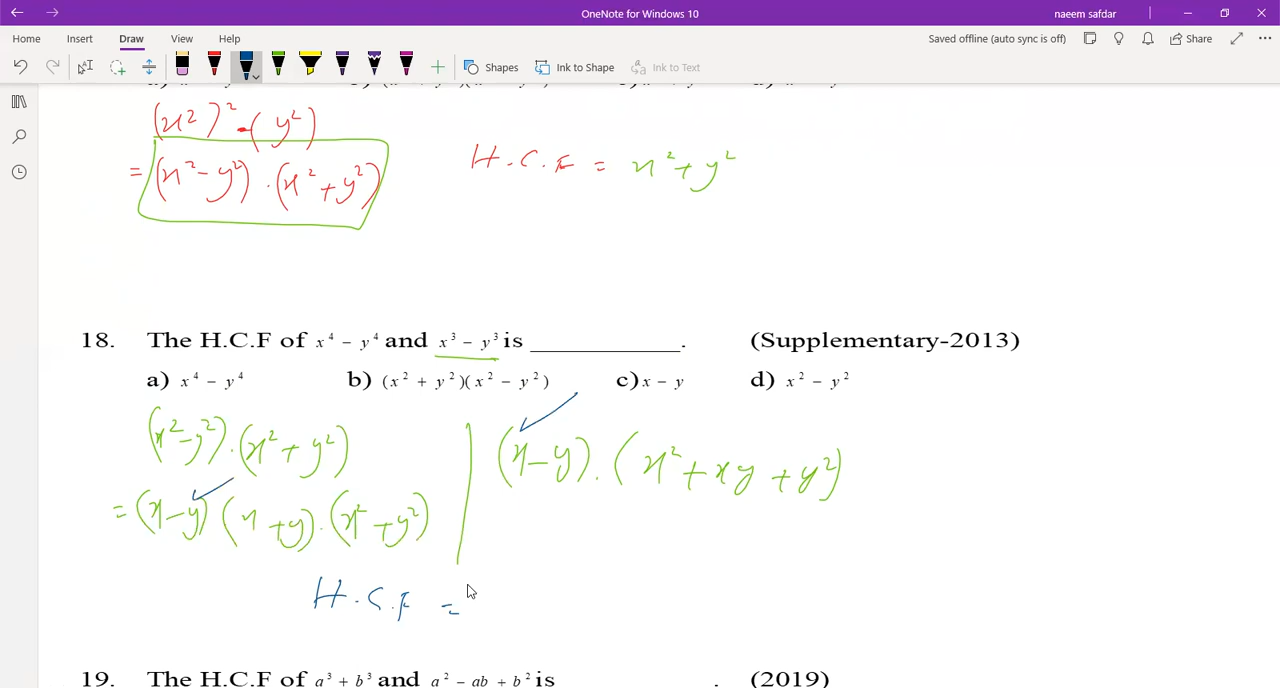 OneNote for Windows 10
naeem safdar
Home Insert Draw View Help
Saved offline (auto sync is off) Share
Shapes Ink to Shape Ink to Text
(x²)² - (y²)
= (x² - y²) . (x² + y²)
H.C.F = x² + y²
18. The H.C.F of x⁴ - y⁴ and x³ - y³ is ____________. (Supplementary-2013)
a) x⁴ - y⁴ b) (x² + y²)(x² - y²) c) x - y d) x² - y²
(x² - y²) . (x² + y²)
= (x - y) (x + y) . (x² + y²)
(x - y) . (x² + xy + y²)
H.C.F =
19. The H.C.F of a³ + b³ and a² - ab + b² is ____________. (2019)